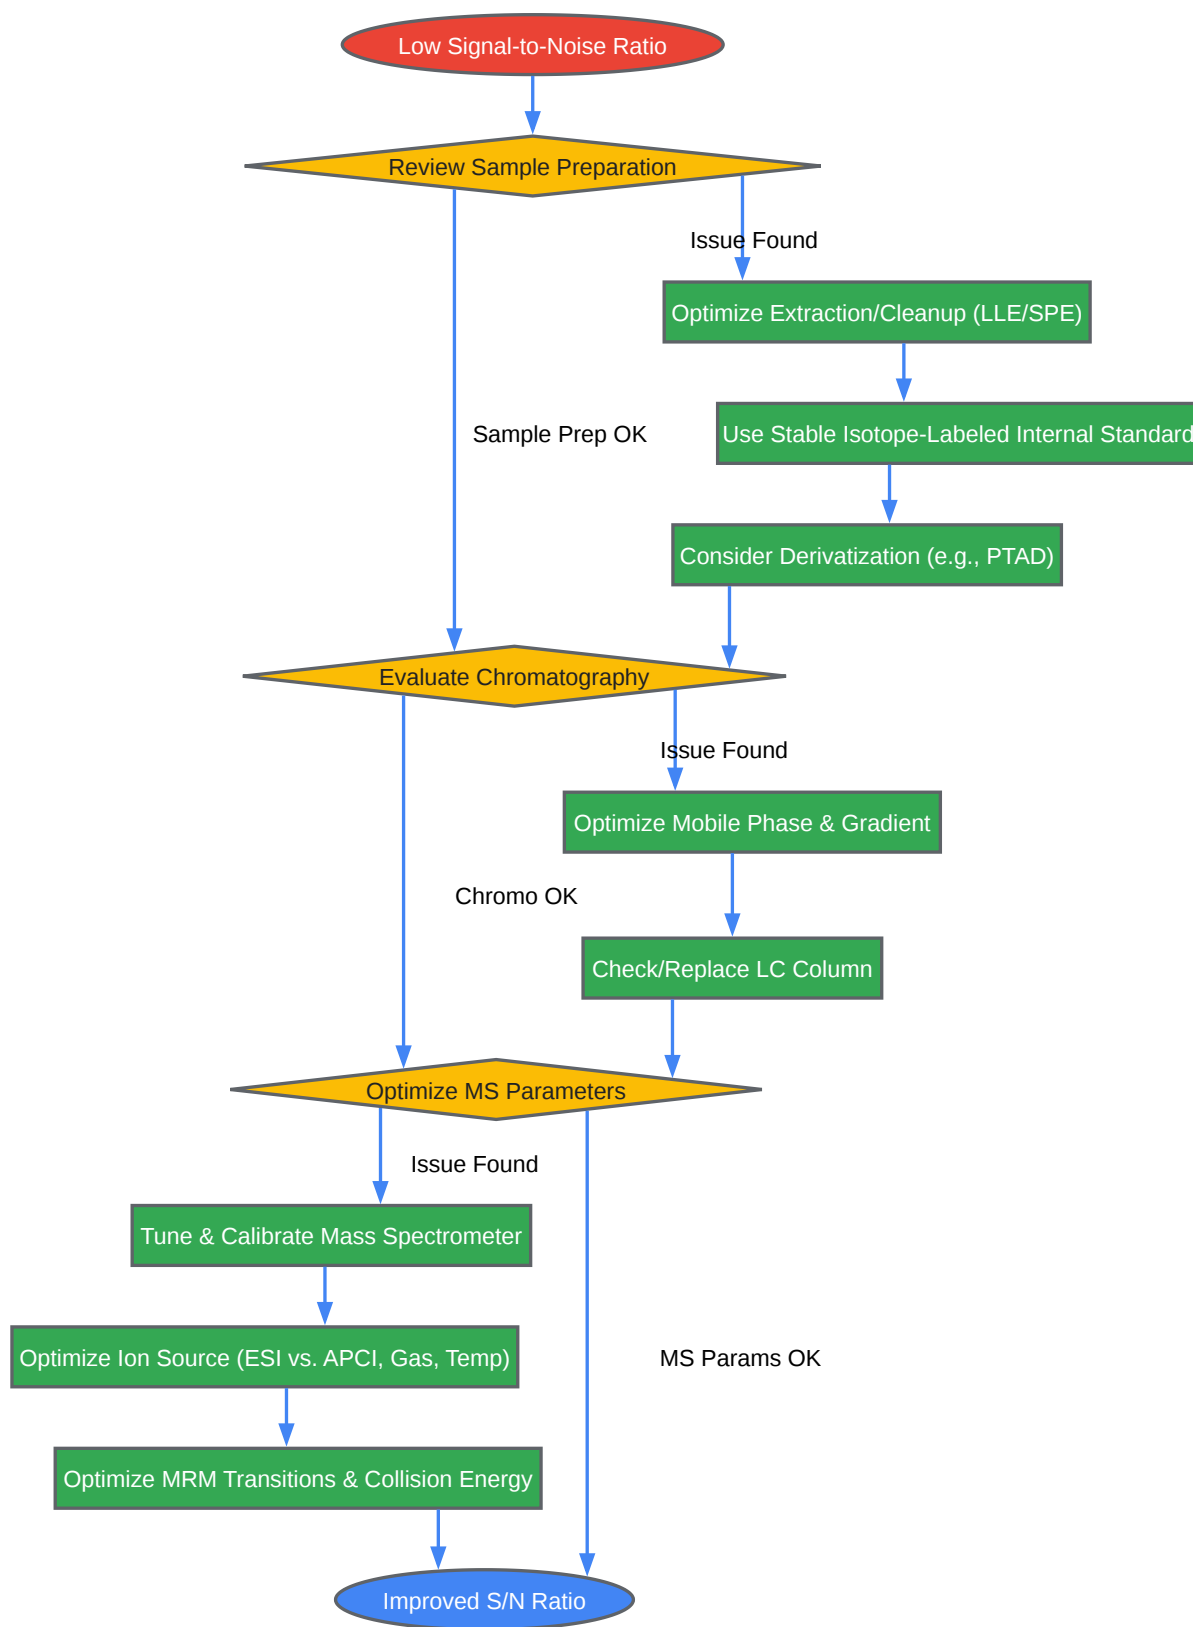 Low Signal-to-Noise Ratio
Review Sample Preparation
Issue Found
Optimize Extraction/Cleanup (LLE/SPE)
Sample Prep OK
Use Stable Isotope-Labeled Internal Standard
Consider Derivatization (e.g., PTAD)
Evaluate Chromatography
Issue Found
Optimize Mobile Phase & Gradient
Chromo OK
Check/Replace LC Column
Optimize MS Parameters
Issue Found
Tune & Calibrate Mass Spectrometer
Optimize Ion Source (ESI vs. APCI, Gas, Temp)
MS Params OK
Optimize MRM Transitions & Collision Energy
Improved S/N Ratio